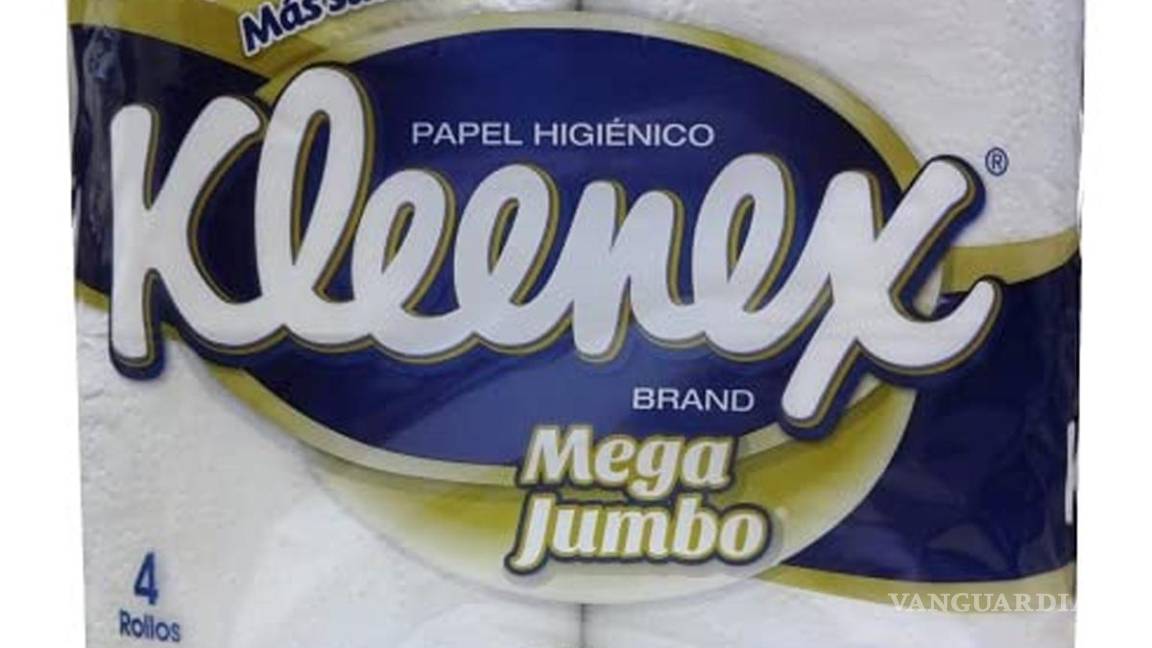 Más
PAPEL HIGIÉNICO
Kleenex®
BRAND
Mega
Jumbo
4
Rollos
VANGUARDIA